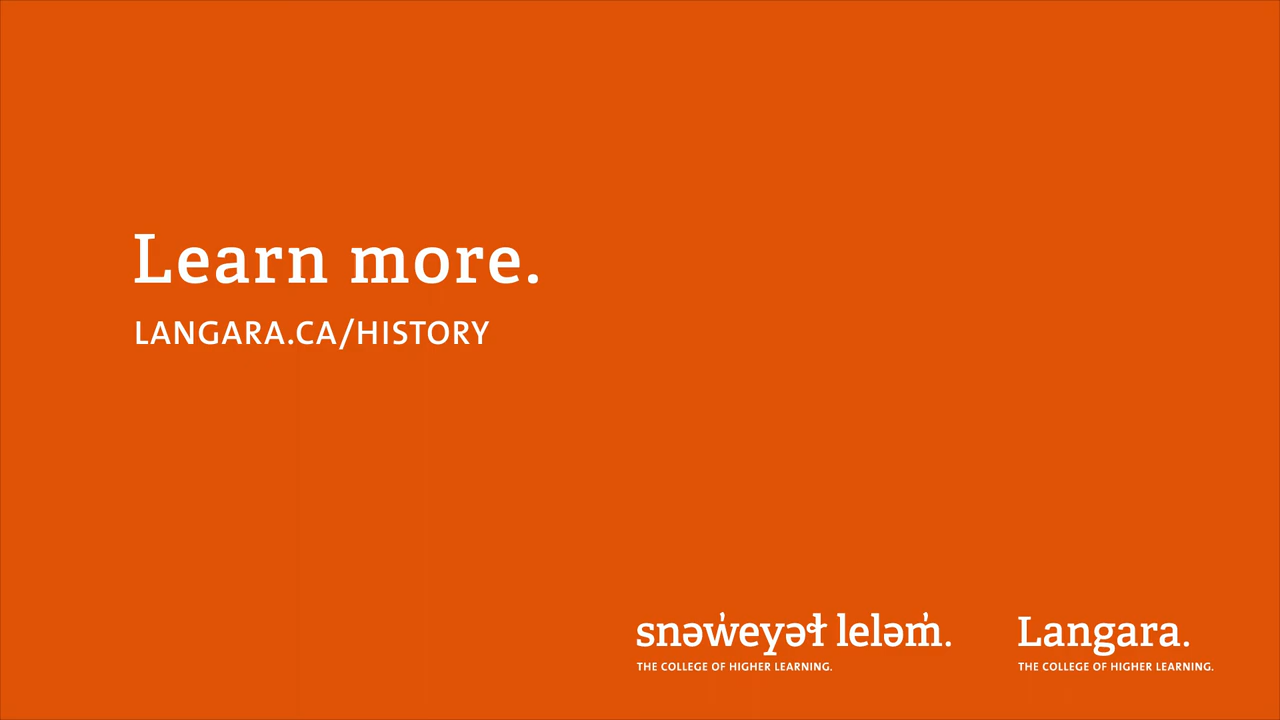 Learn more.
LANGARA.CA/HISTORY
snəw̓eyəɬ leləm̓.
THE COLLEGE OF HIGHER LEARNING.
Langara.
THE COLLEGE OF HIGHER LEARNING.